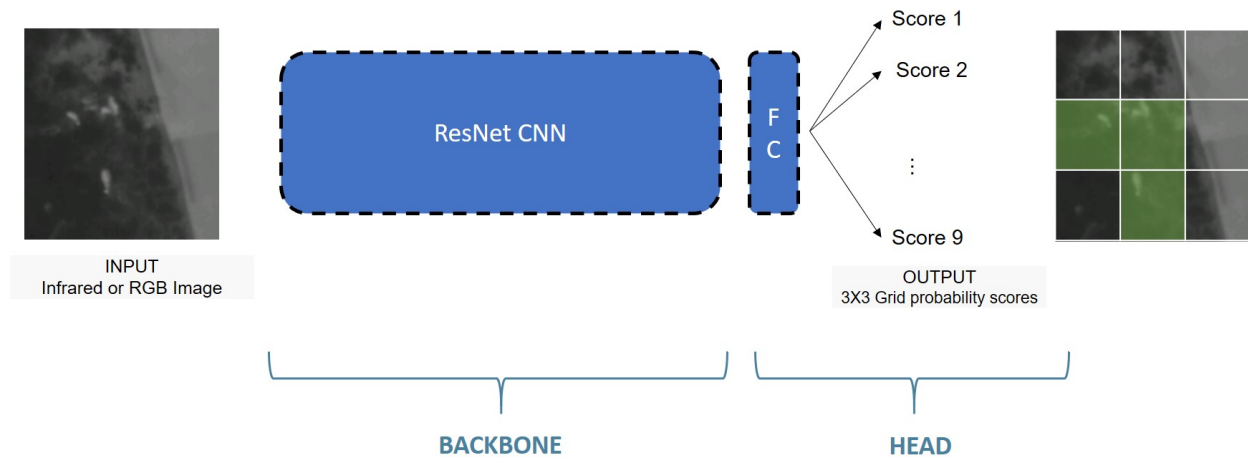 Score 1
Score 2
ResNet CNN
F
C
...
Score 9
INPUT
Infrared or RGB Image
OUTPUT
3X3 Grid probability scores
BACKBONE
HEAD